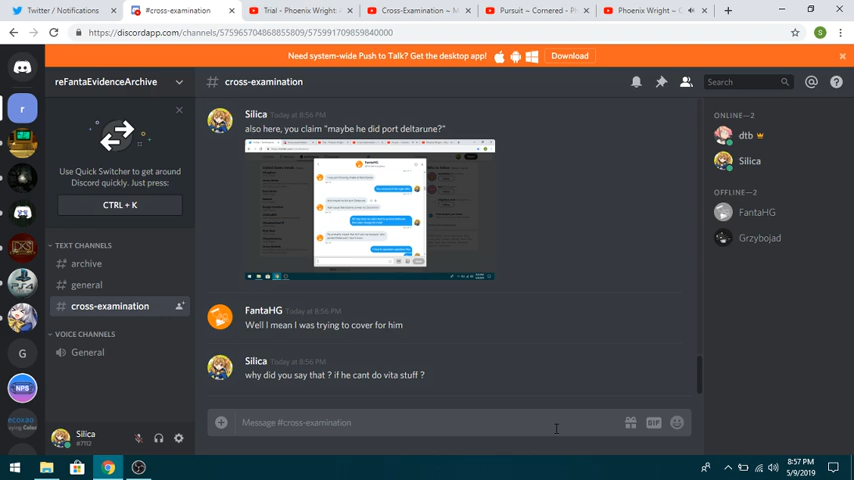 Twitter / Notifications
#cross-examination
Trial - Phoenix Wright: A
Cross-Examination ~ M
Pursuit ~ Cornered - Ph
Phoenix Wright ~ C
https://discordapp.com/channels/575965704868855809/575991709859840000
Need system-wide Push to Talk? Get the desktop app!
Download
reFantaEvidenceArchive
# cross-examination
Search
Use Quick Switcher to get around
Discord quickly. Just press:
CTRL + K
TEXT CHANNELS
# archive
# general
# cross-examination
VOICE CHANNELS
General
Silica
#7112
Silica Today at 8:56 PM
also here, you claim "maybe he did port deltarune?"
FantaHG
FantaHG Today at 8:56 PM
Well I mean I was trying to cover for him
Silica Today at 8:56 PM
why did you say that ? if he cant do vita stuff ?
Message #cross-examination
GIF
ONLINE—2
dtb
Silica
OFFLINE—2
FantaHG
Grzybojad
r
G
NPS
PS4
8:57 PM
5/9/2019